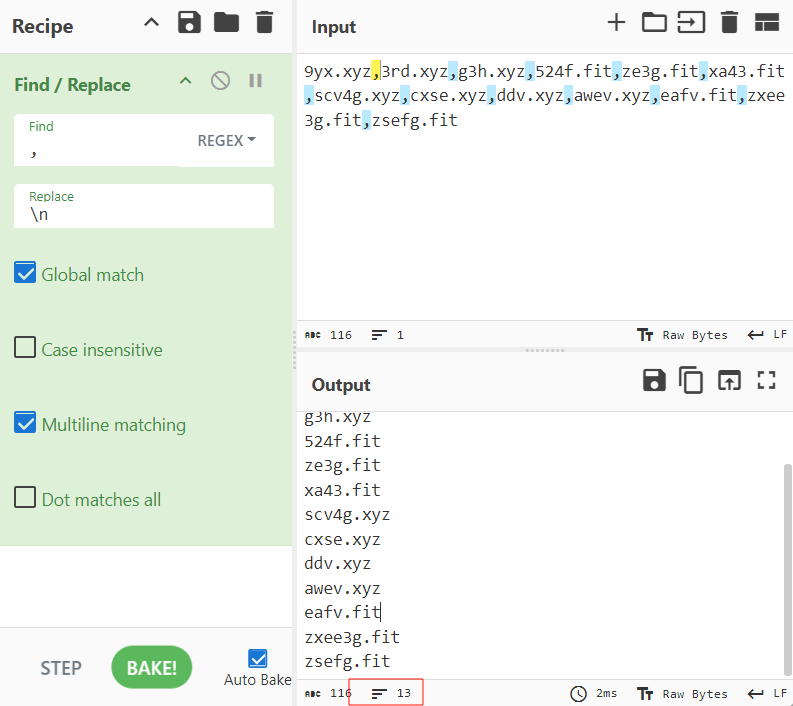 Recipe
Find / Replace
Find
,
REGEX
Replace
\n
Global match
Case insensitive
Multiline matching
Dot matches all
STEP
BAKE!
Auto Bake
Input
9yx.xyz,3rd.xyz,g3h.xyz,524f.fit,ze3g.fit,xa43.fit
,scv4g.xyz,cxse.xyz,ddv.xyz,awev.xyz,eafv.fit,zxee
3g.fit,zsefg.fit
ABC 116 1 Tт Raw Bytes LF
Output
g3h.xyz
524f.fit
ze3g.fit
xa43.fit
scv4g.xyz
cxse.xyz
ddv.xyz
awev.xyz
eafv.fit
zxee3g.fit
zsefg.fit
ABC 116 13 2ms Tт Raw Bytes LF